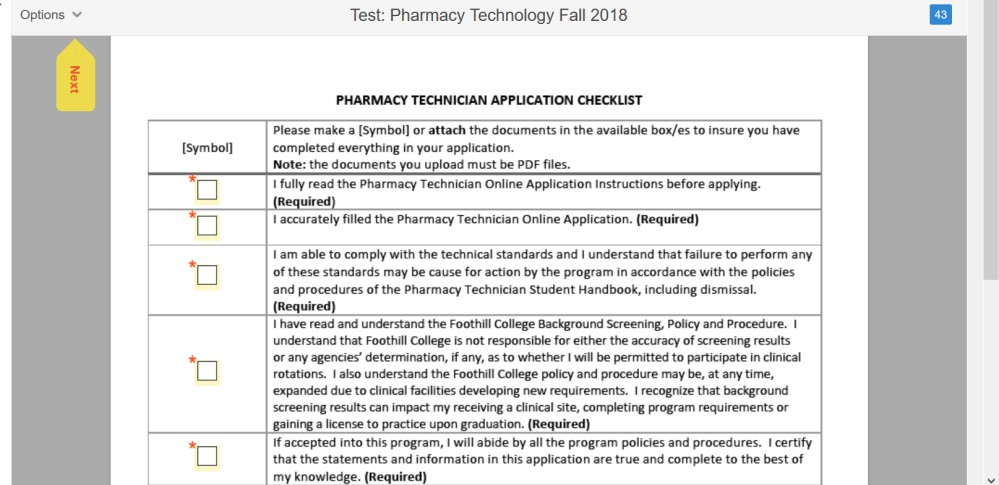 Options
Test: Pharmacy Technology Fall 2018
43
Next
PHARMACY TECHNICIAN APPLICATION CHECKLIST
[Symbol]
Please make a [Symbol] or attach the documents in the available box/es to insure you have
completed everything in your application.
Note: the documents you upload must be PDF files.
* I fully read the Pharmacy Technician Online Application Instructions before applying.
(Required)
* I accurately filled the Pharmacy Technician Online Application. (Required)
* I am able to comply with the technical standards and I understand that failure to perform any
of these standards may be cause for action by the program in accordance with the policies
and procedures of the Pharmacy Technician Student Handbook, including dismissal.
(Required)
* I have read and understand the Foothill College Background Screening, Policy and Procedure. I
understand that Foothill College is not responsible for either the accuracy of screening results
or any agencies' determination, if any, as to whether I will be permitted to participate in clinical
rotations. I also understand the Foothill College policy and procedure may be, at any time,
expanded due to clinical facilities developing new requirements. I recognize that background
screening results can impact my receiving a clinical site, completing program requirements or
gaining a license to practice upon graduation. (Required)
* If accepted into this program, I will abide by all the program policies and procedures. I certify
that the statements and information in this application are true and complete to the best of
my knowledge. (Required)